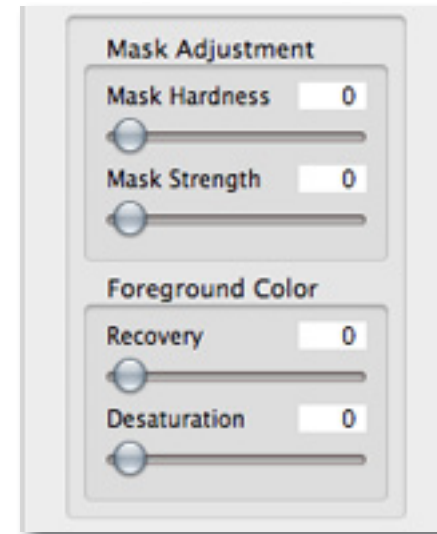 Mask Adjustment
Mask Hardness 0
Mask Strength 0
Foreground Color
Recovery 0
Desaturation 0